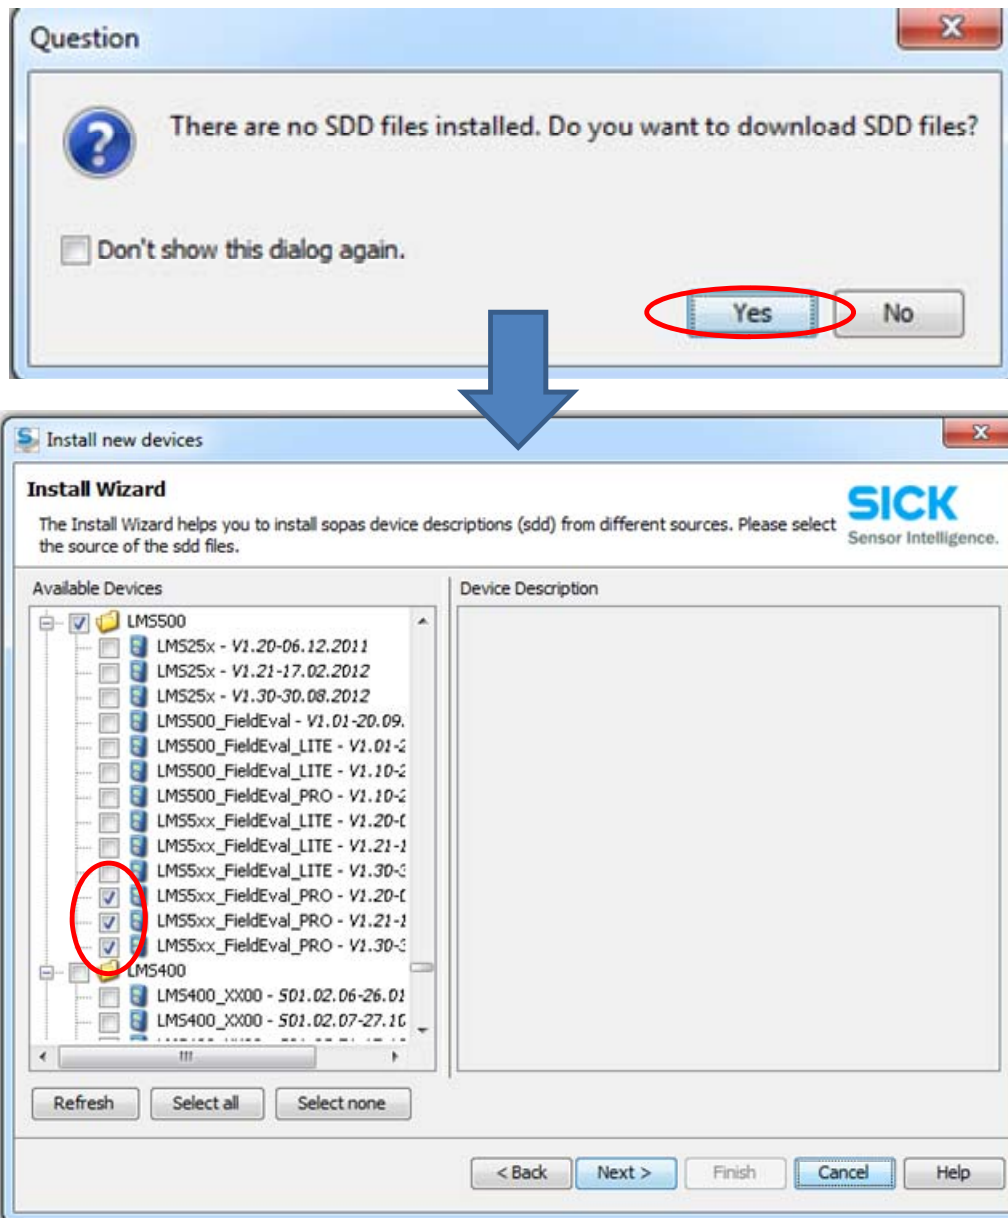 Question
There are no SDD files installed. Do you want to download SDD files?
Don't show this dialog again.
Yes
No
Install new devices
Install Wizard
The Install Wizard helps you to install sopas device descriptions (sdd) from different sources. Please select
the source of the sdd files.
SICK
Sensor Intelligence.
Available Devices
Device Description
LMS500
LMS25x - V1.20-06.12.2011
LMS25x - V1.21-17.02.2012
LMS25x - V1.30-30.08.2012
LMS500_FieldEval - V1.01-20.09.
LMS500_FieldEval_LITE - V1.01-2
LMS500_FieldEval_LITE - V1.10-2
LMS500_FieldEval_PRO - V1.10-2
LMS5xx_FieldEval_LITE - V1.20-0
LMS5xx_FieldEval_LITE - V1.21-1
LMS5xx_FieldEval_LITE - V1.30-3
LMS5xx_FieldEval_PRO - V1.20-0
LMS5xx_FieldEval_PRO - V1.21-1
LMS5xx_FieldEval_PRO - V1.30-3
LMS400
LMS400_XX00 - S01.02.06-26.01
LMS400_XX00 - S01.02.07-27.10
Refresh
Select all
Select none
< Back
Next >
Finish
Cancel
Help